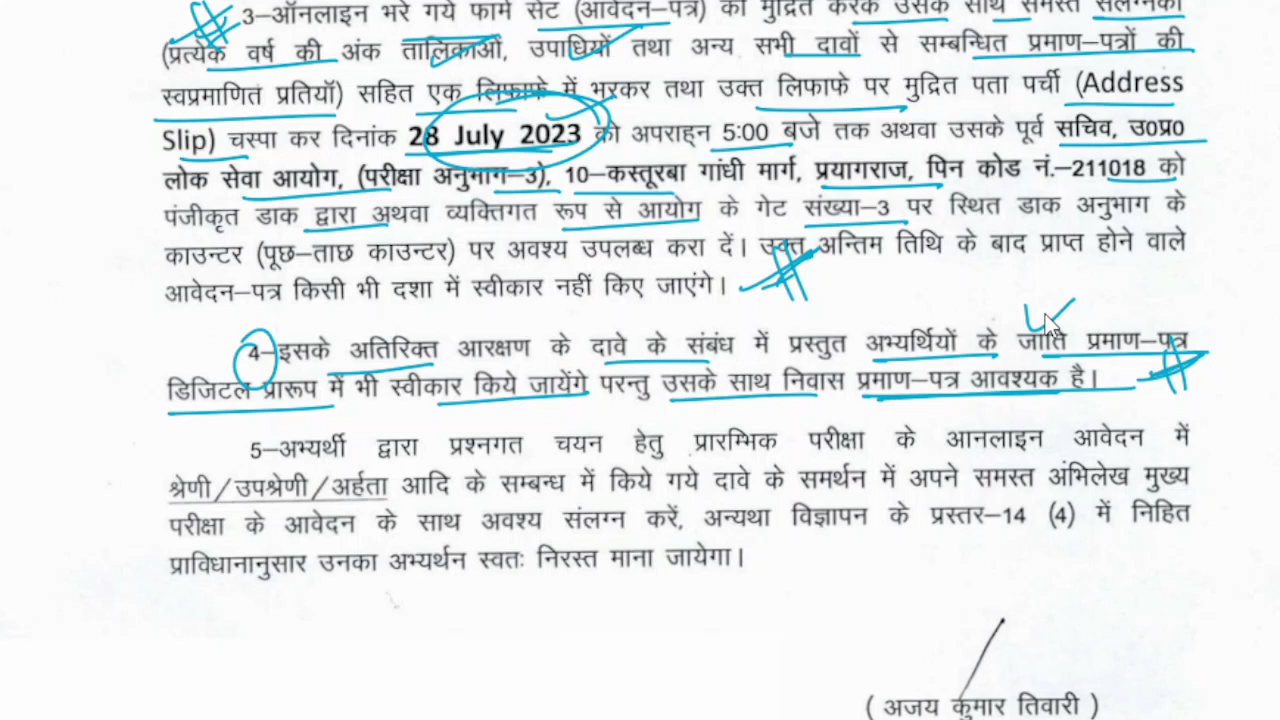 3–ऑनलाइन भरे गये फार्म सेट (आवेदन–पत्र) को मुद्रित करके उसके साथ समस्त संलग्नकों
(प्रत्येक वर्ष की अंक तालिकाओं, उपाधियों तथा अन्य सभी दावों से सम्बन्धित प्रमाण–पत्रों की
स्वप्रमाणित प्रतियॉ) सहित एक लिफाफे में भरकर तथा उक्त लिफाफे पर मुद्रित पता पर्ची (Address
Slip) चस्पा कर दिनांक 28 July 2023 को अपराह्न 5:00 बजे तक अथवा उसके पूर्व सचिव, उ0प्र0
लोक सेवा आयोग, (परीक्षा अनुभाग–3), 10–कस्तूरबा गांधी मार्ग, प्रयागराज, पिन कोड नं.–211018 को
पंजीकृत डाक द्वारा अथवा व्यक्तिगत रूप से आयोग के गेट संख्या–3 पर स्थित डाक अनुभाग के
काउन्टर (पूछ–ताछ काउन्टर) पर अवश्य उपलब्ध करा दें। उक्त अन्तिम तिथि के बाद प्राप्त होने वाले
आवेदन–पत्र किसी भी दशा में स्वीकार नहीं किए जाएंगे।
4–इसके अतिरिक्त आरक्षण के दावे के संबंध में प्रस्तुत अभ्यर्थियों के जाति प्रमाण–पत्र
डिजिटल प्रारूप में भी स्वीकार किये जायेंगे परन्तु उसके साथ निवास प्रमाण–पत्र आवश्यक है।
5–अभ्यर्थी द्वारा प्रश्नगत चयन हेतु प्रारम्भिक परीक्षा के आनलाइन आवेदन में
श्रेणी/उपश्रेणी/अर्हता आदि के सम्बन्ध में किये गये दावे के समर्थन में अपने समस्त अभिलेख मुख्य
परीक्षा के आवेदन के साथ अवश्य संलग्न करें, अन्यथा विज्ञापन के प्रस्तर–14 (4) में निहित
प्राविधानानुसार उनका अभ्यर्थन स्वतः निरस्त माना जायेगा।
( अजय कुमार तिवारी )